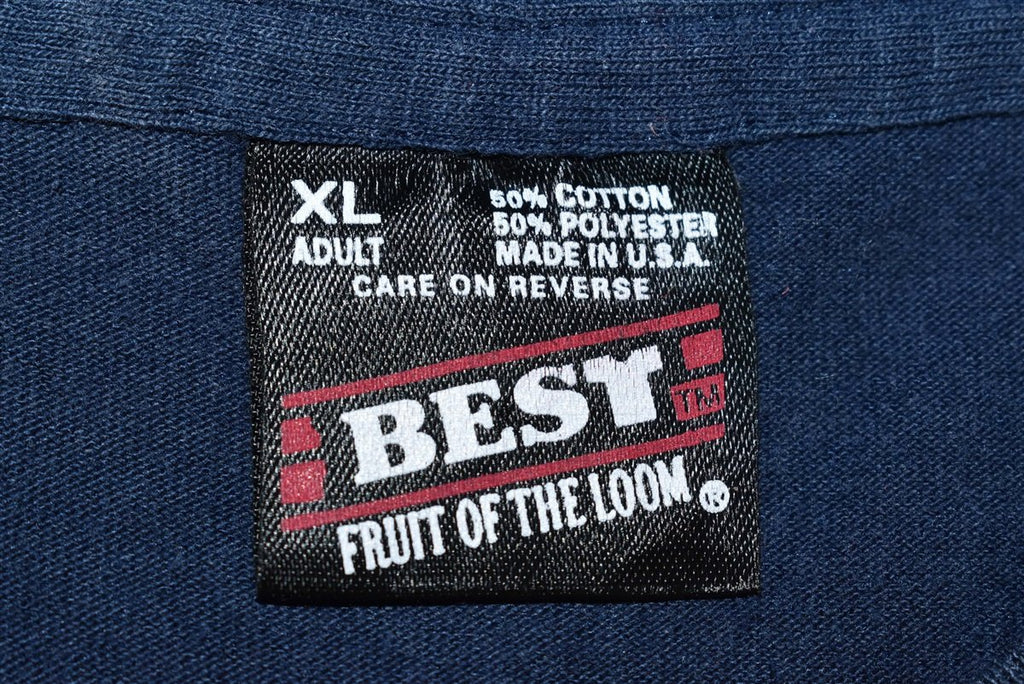 XL
ADULT
50% COTTON
50% POLYESTER
MADE IN U.S.A.
CARE ON REVERSE
BEST TM
FRUIT OF THE LOOM ®